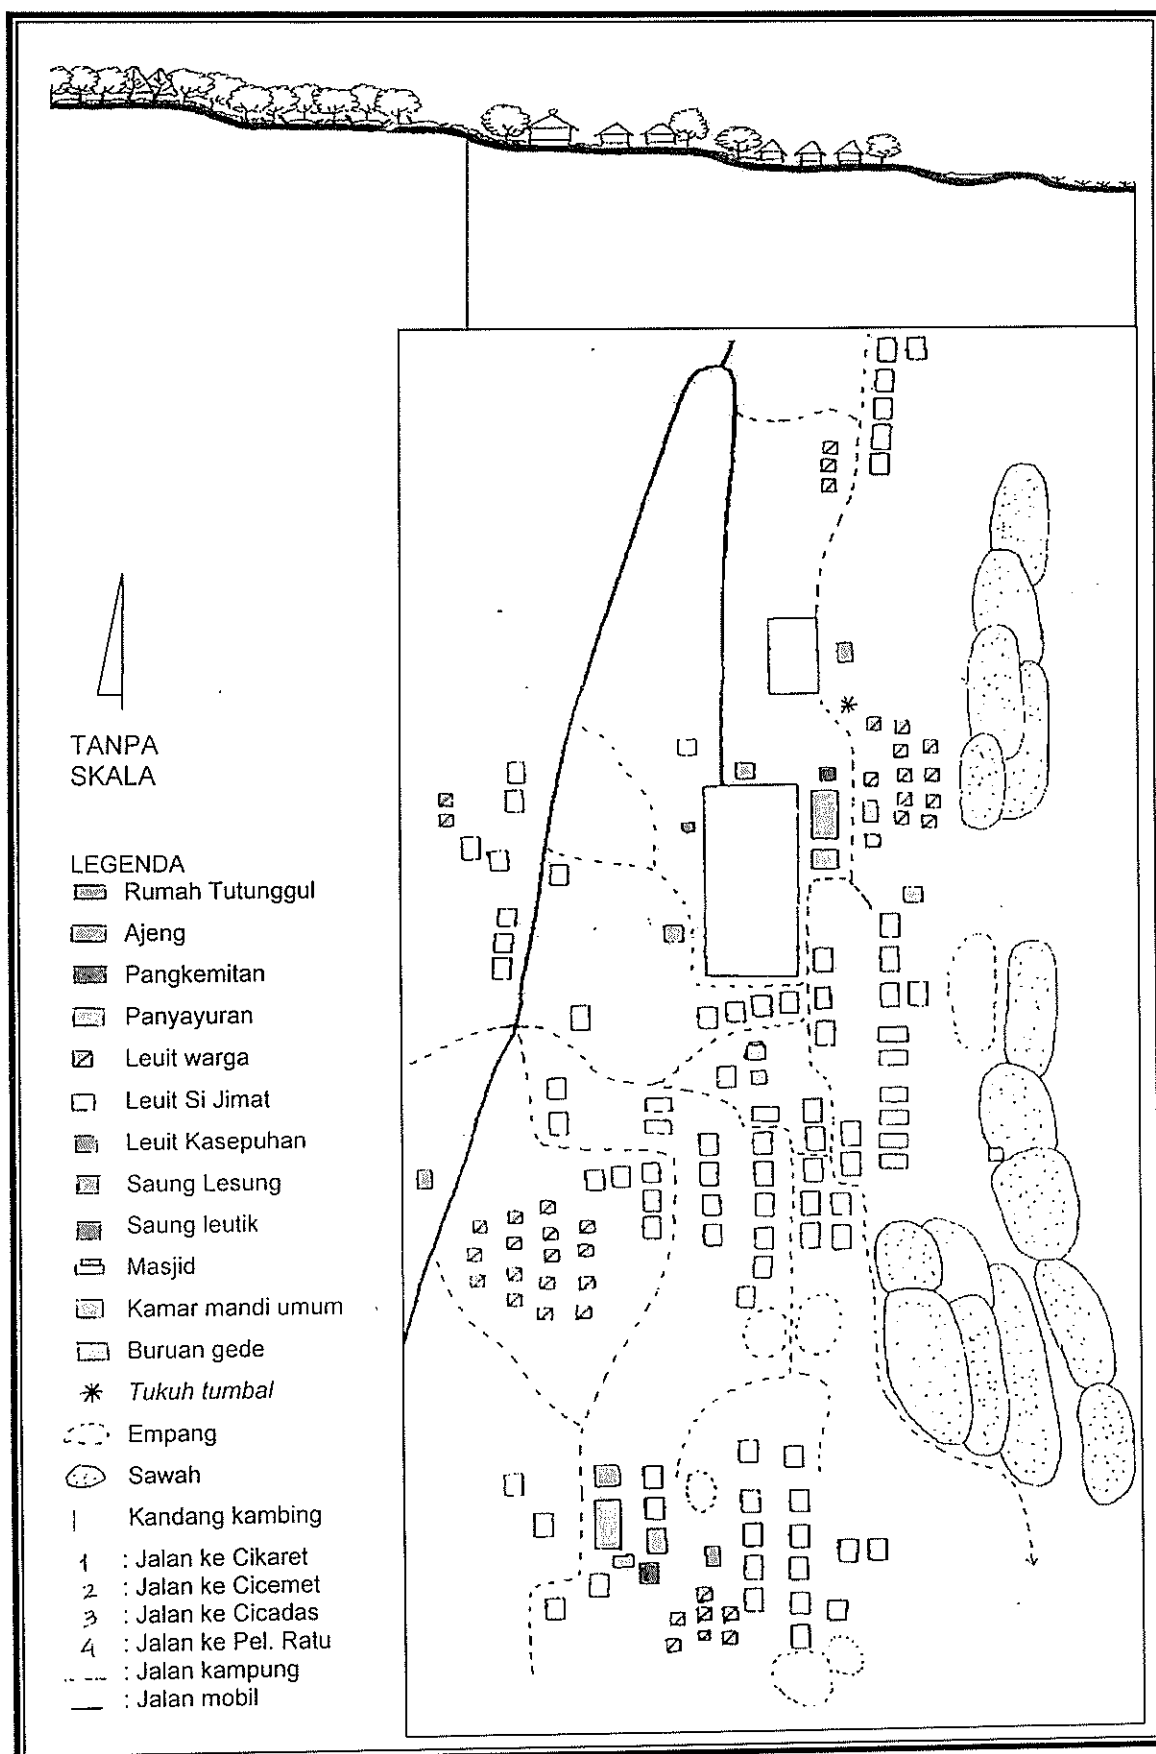 TANPA
SKALA
LEGENDA
Rumah Tutunggul
Ajeng
Pangkemitan
Panyayuran
Leuit warga
Leuit Si Jimat
Leuit Kasepuhan
Saung Lesung
Saung leutik
Masjid
Kamar mandi umum
Buruan gede
Tukuh tumbal
Empang
Sawah
Kandang kambing
1 : Jalan ke Cikaret
2 : Jalan ke Cicemet
3 : Jalan ke Cicadas
4 : Jalan ke Pel. Ratu
: Jalan kampung
: Jalan mobil